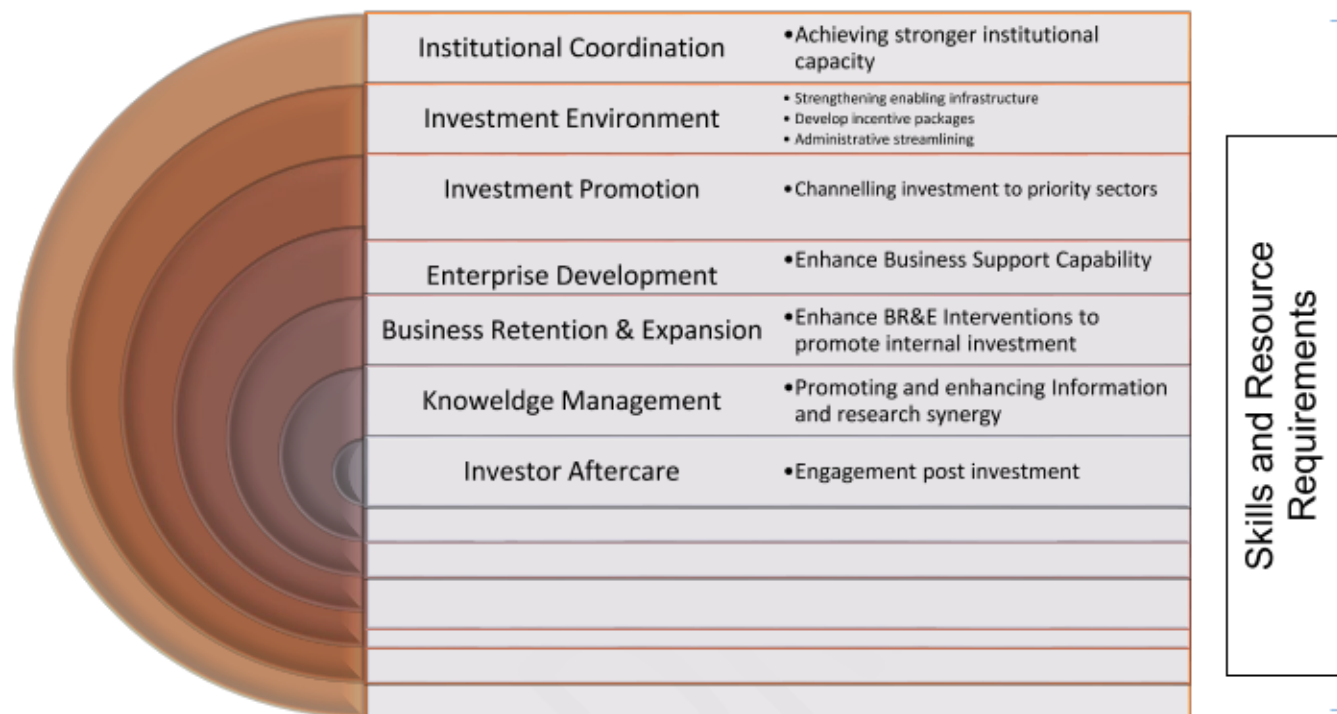 Institutional Coordination
•Achieving stronger institutional
capacity
Investment Environment
• Strengthening enabling infrastructure
• Develop incentive packages
• Administrative streamlining
Investment Promotion
•Channelling investment to priority sectors
Enterprise Development
•Enhance Business Support Capability
Business Retention & Expansion
•Enhance BR&E Interventions to
promote internal investment
Knoweldge Management
•Promoting and enhancing Information
and research synergy
Investor Aftercare
•Engagement post investment
Skills and Resource
Requirements